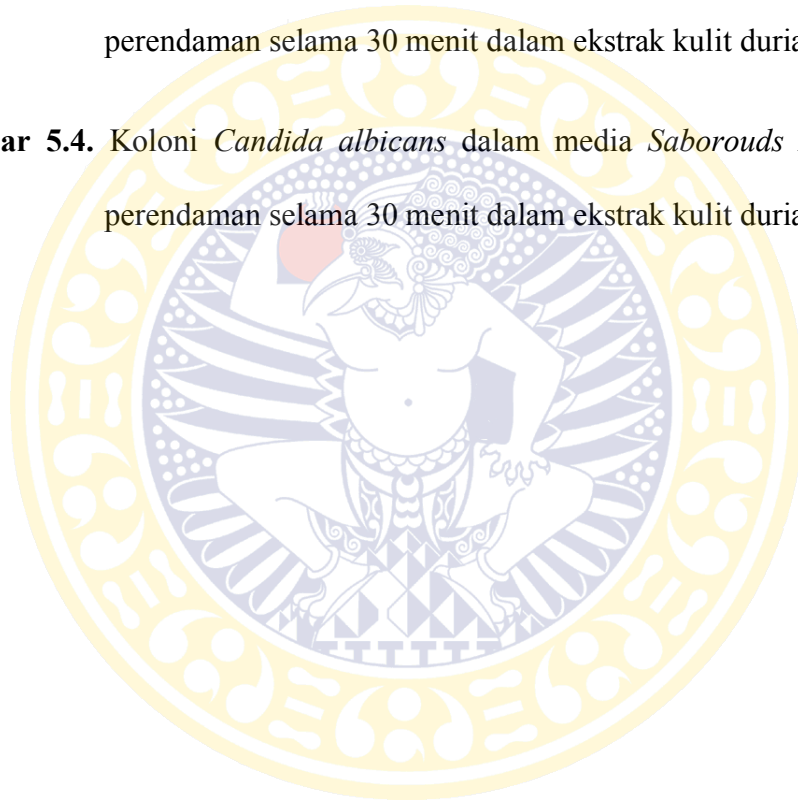 perendaman selama 30 menit dalam ekstrak kulit duria
ar 5.4. Koloni Candida albicans dalam media Saborouds
perendaman selama 30 menit dalam ekstrak kulit duria